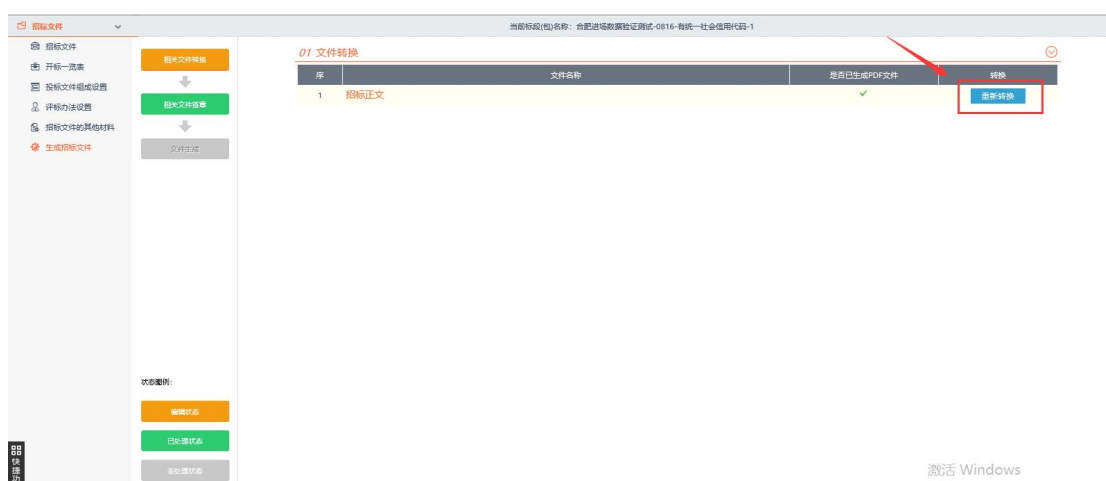 招标文件
当前标段(包)名称：合肥进场数据验证测试-0816-有统一社会信用代码-1
招标文件
开标一览表
投标文件组成设置
评标办法设置
招标文件的其他材料
生成招标文件
相关文件转换
相关文件签章
文件生成
01 文件转换
序 文件名称 是否已生成PDF文件 转换
1 招标正文 重新转换
状态图例：
编辑状态
已处理状态
未处理状态
快捷功
激活 Windows